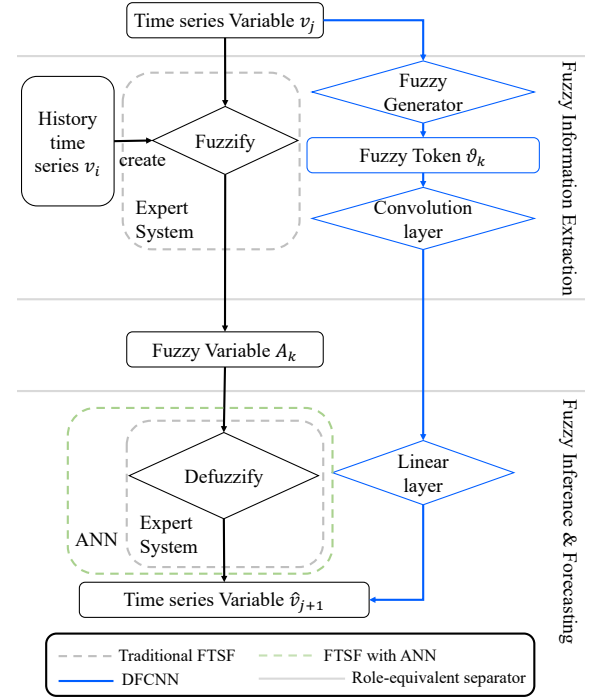 Time series Variable v_j
Fuzzy
Generator
History
time
series v_i
create
Fuzzify
Fuzzy Token ϑ_k
Expert
System
Convolution
layer
Fuzzy Information Extraction
Fuzzy Variable A_k
Defuzzify
Linear
layer
Expert
System
ANN
Fuzzy Inference & Forecasting
Time series Variable v̂_{j+1}
Traditional FTSF
FTSF with ANN
DFCNN
Role-equivalent separator